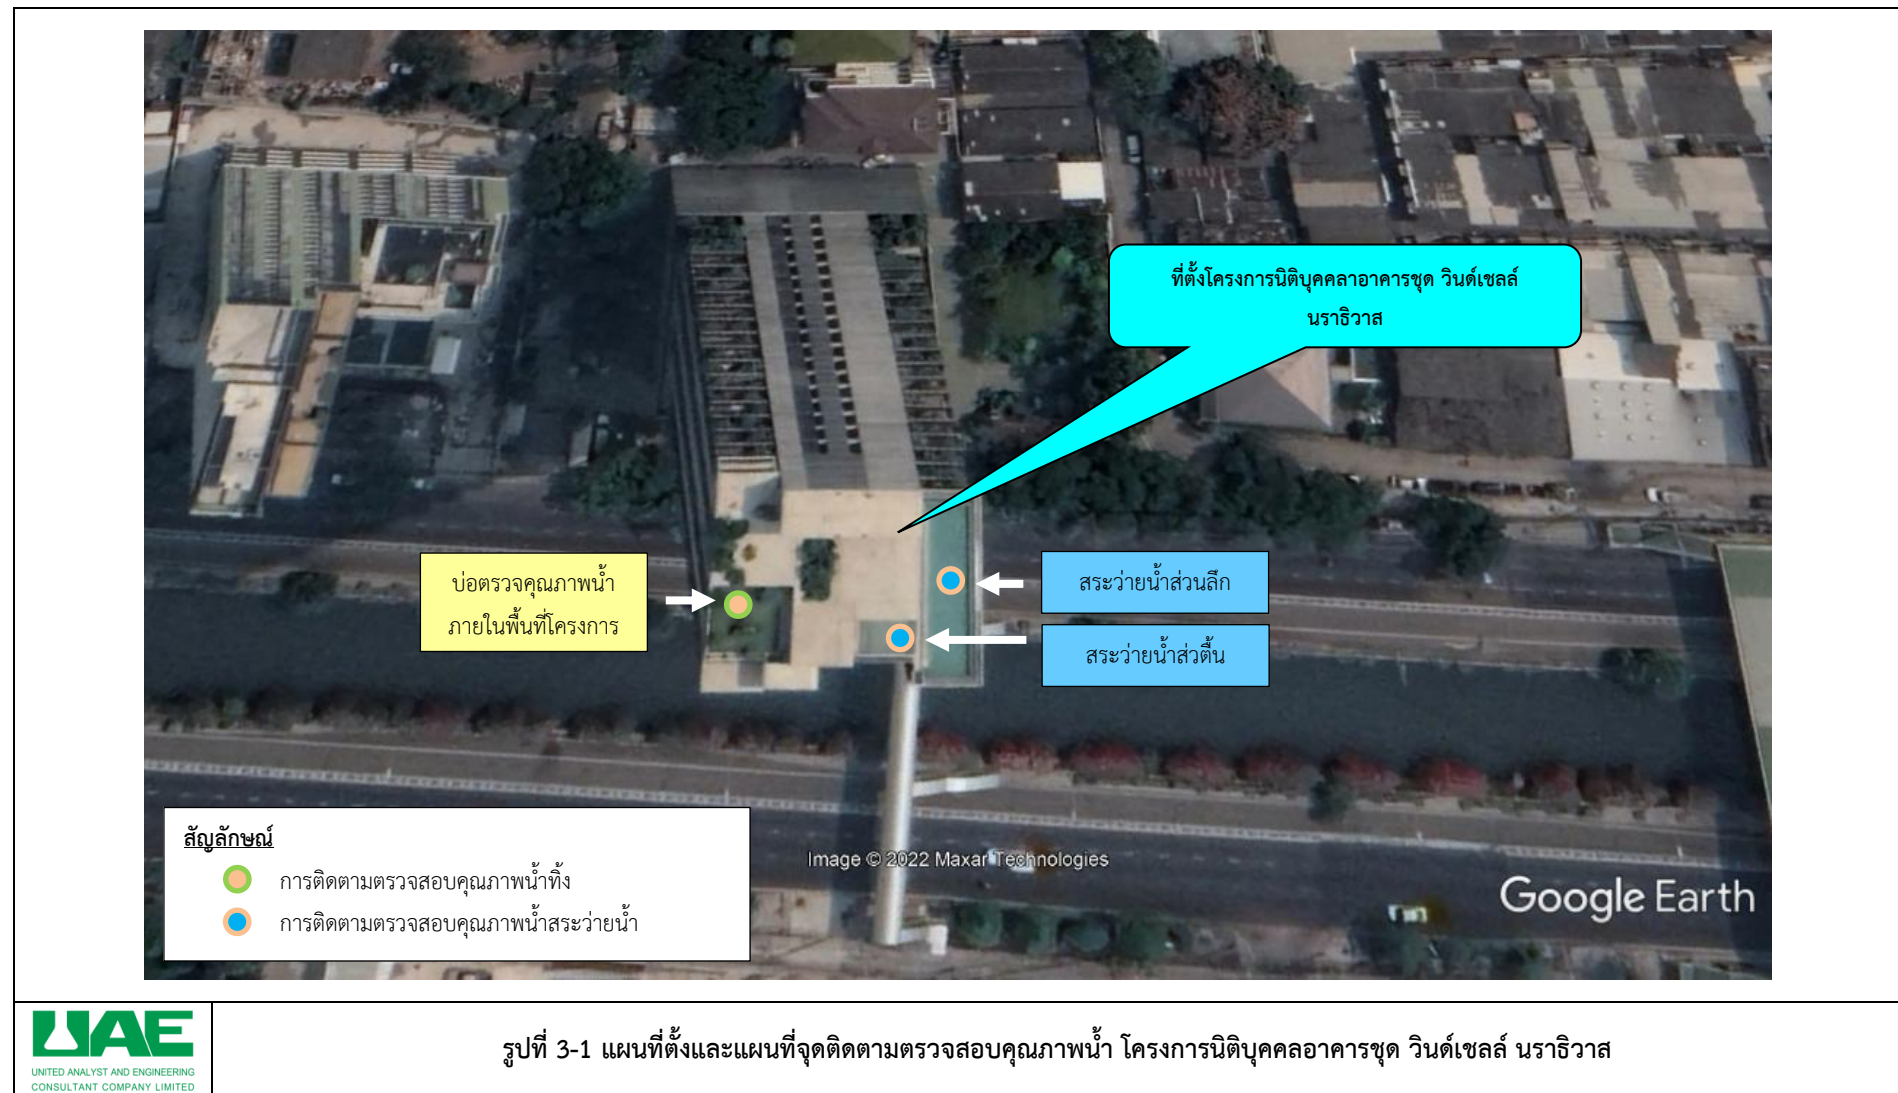 ที่ตั้งโครงการนิติบุคคลาอาคารชุด วินด์เชลล์
นราธิวาส
บ่อตรวจคุณภาพน้ำ
ภายในพื้นที่โครงการ
สระว่ายน้ำส่วนลึก
สระว่ายน้ำส่วตื้น
สัญลักษณ์
การติดตามตรวจสอบคุณภาพน้ำทิ้ง
การติดตามตรวจสอบคุณภาพน้ำสระว่ายน้ำ
Image © 2022 Maxar Technologies
Google Earth
UAE
UNITED ANALYST AND ENGINEERING
CONSULTANT COMPANY LIMITED
รูปที่ 3-1 แผนที่ตั้งและแผนที่จุดติดตามตรวจสอบคุณภาพน้ำ โครงการนิติบุคคลอาคารชุด วินด์เชลล์ นราธิวาส